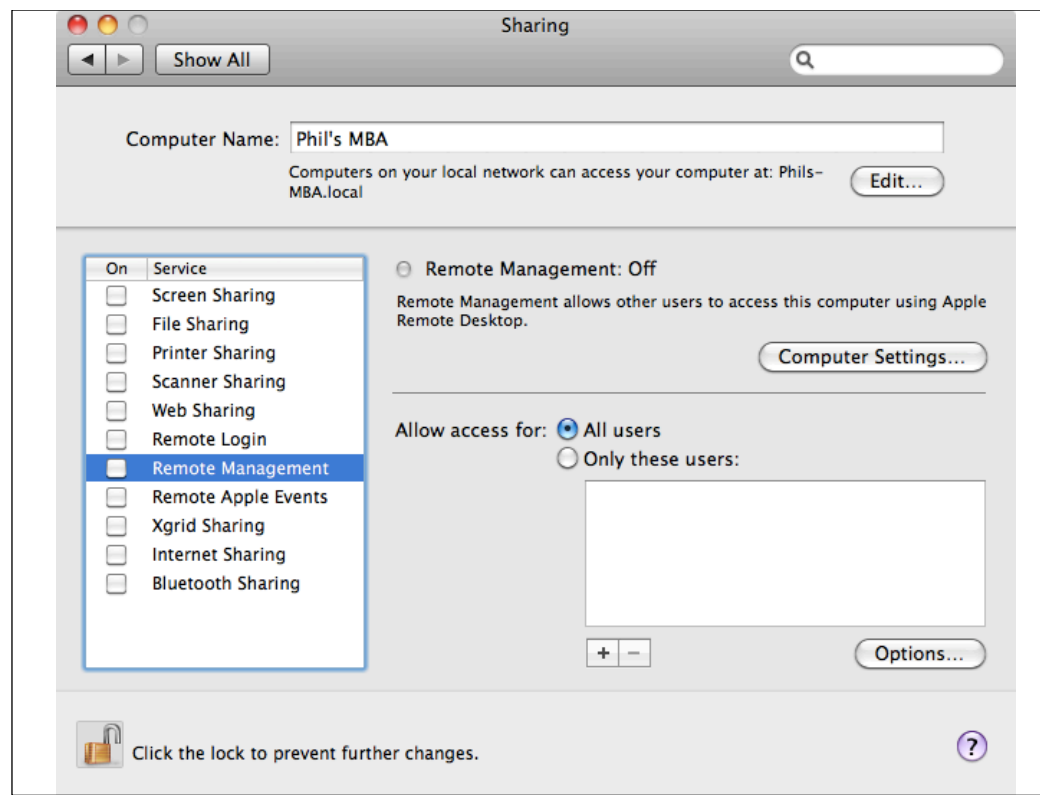 Sharing
Show All
Computer Name: Phil's MBA
Computers on your local network can access your computer at: Phils-
MBA.local
Edit...
On Service
Screen Sharing
File Sharing
Printer Sharing
Scanner Sharing
Web Sharing
Remote Login
Remote Management
Remote Apple Events
Xgrid Sharing
Internet Sharing
Bluetooth Sharing
Remote Management: Off
Remote Management allows other users to access this computer using Apple
Remote Desktop.
Computer Settings...
Allow access for: All users
Only these users:
+ −
Options...
Click the lock to prevent further changes.
?